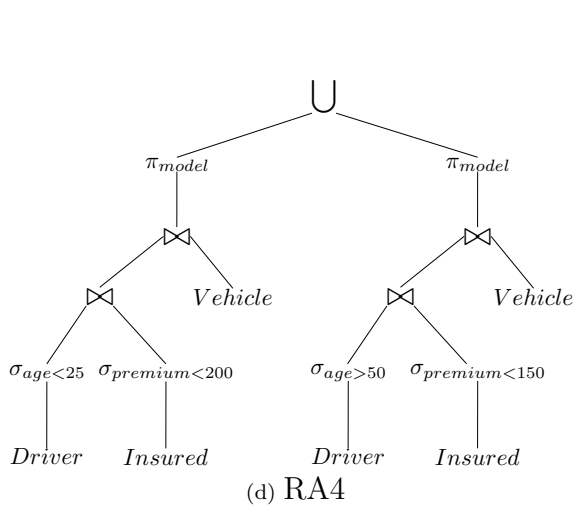 ⋃
π_model π_model
⋈ ⋈
⋈ Vehicle ⋈ Vehicle
σ_age<25 σ_premium<200 σ_age>50 σ_premium<150
Driver Insured Driver Insured
(d) RA4